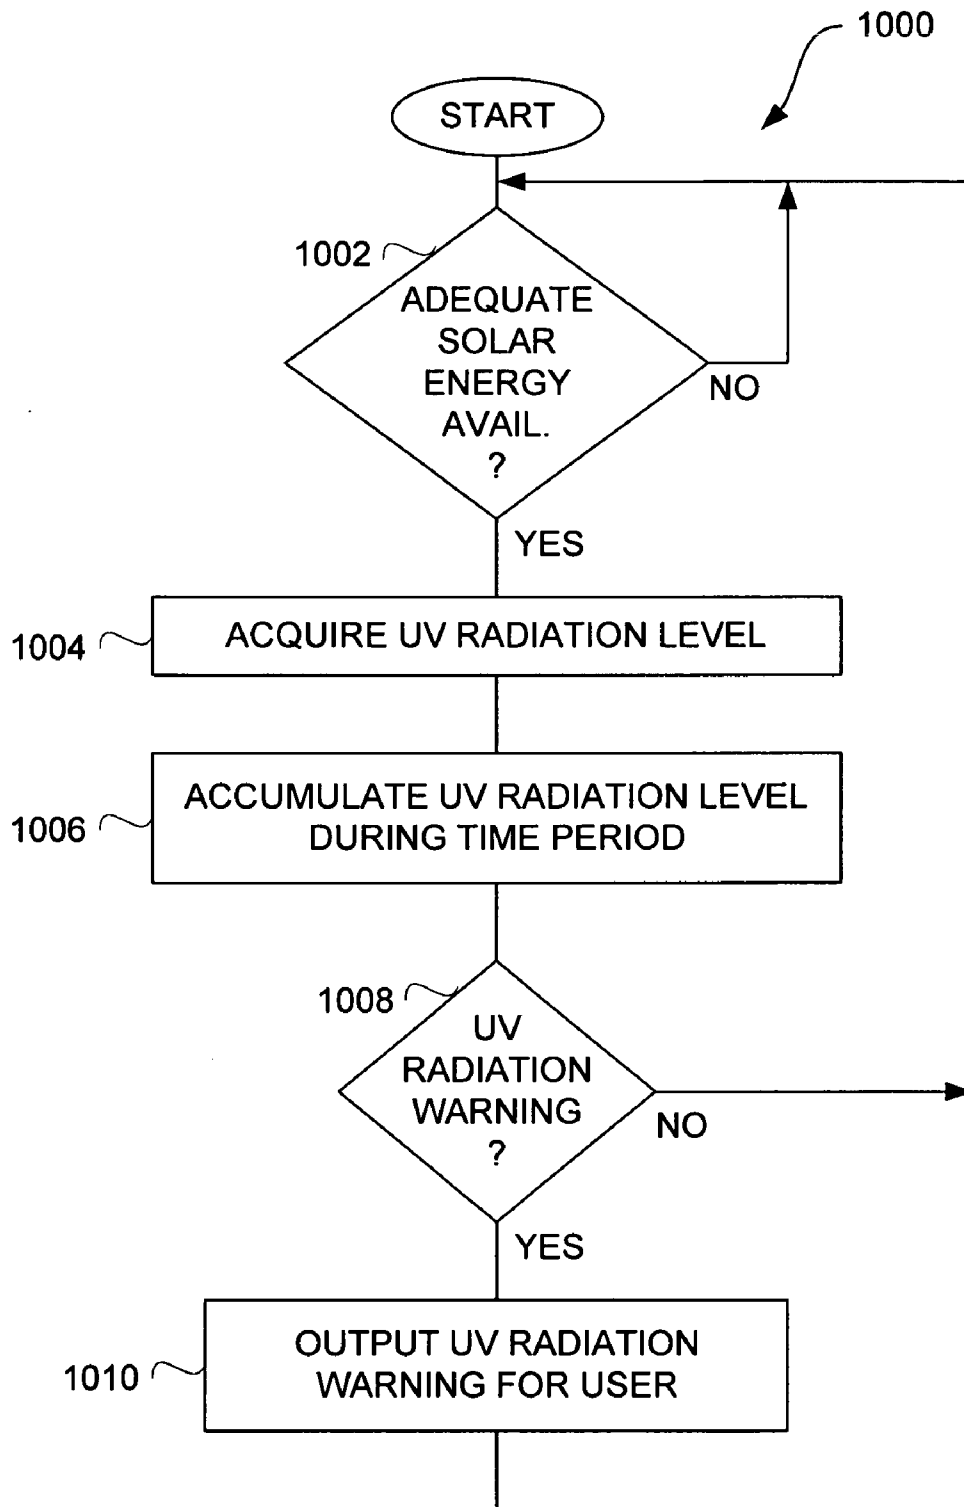 1000
START
1002
ADEQUATE
SOLAR
ENERGY
AVAIL.
?
NO
YES
1004
ACQUIRE UV RADIATION LEVEL
1006
ACCUMULATE UV RADIATION LEVEL
DURING TIME PERIOD
1008
UV
RADIATION
WARNING
?
NO
YES
1010
OUTPUT UV RADIATION
WARNING FOR USER